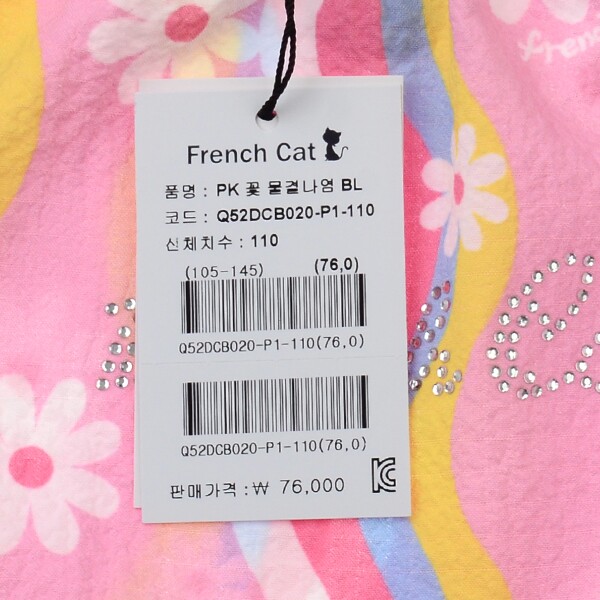 French Cat
품명 : PK 꽃 물결나염 BL
코드 : Q52DCB020-P1-110
신체치수 : 110
(105-145) (76,0)
Q52DCB020-P1-110(76,0)
Q52DCB020-P1-110(76,0)
판매가격 :₩ 76,000